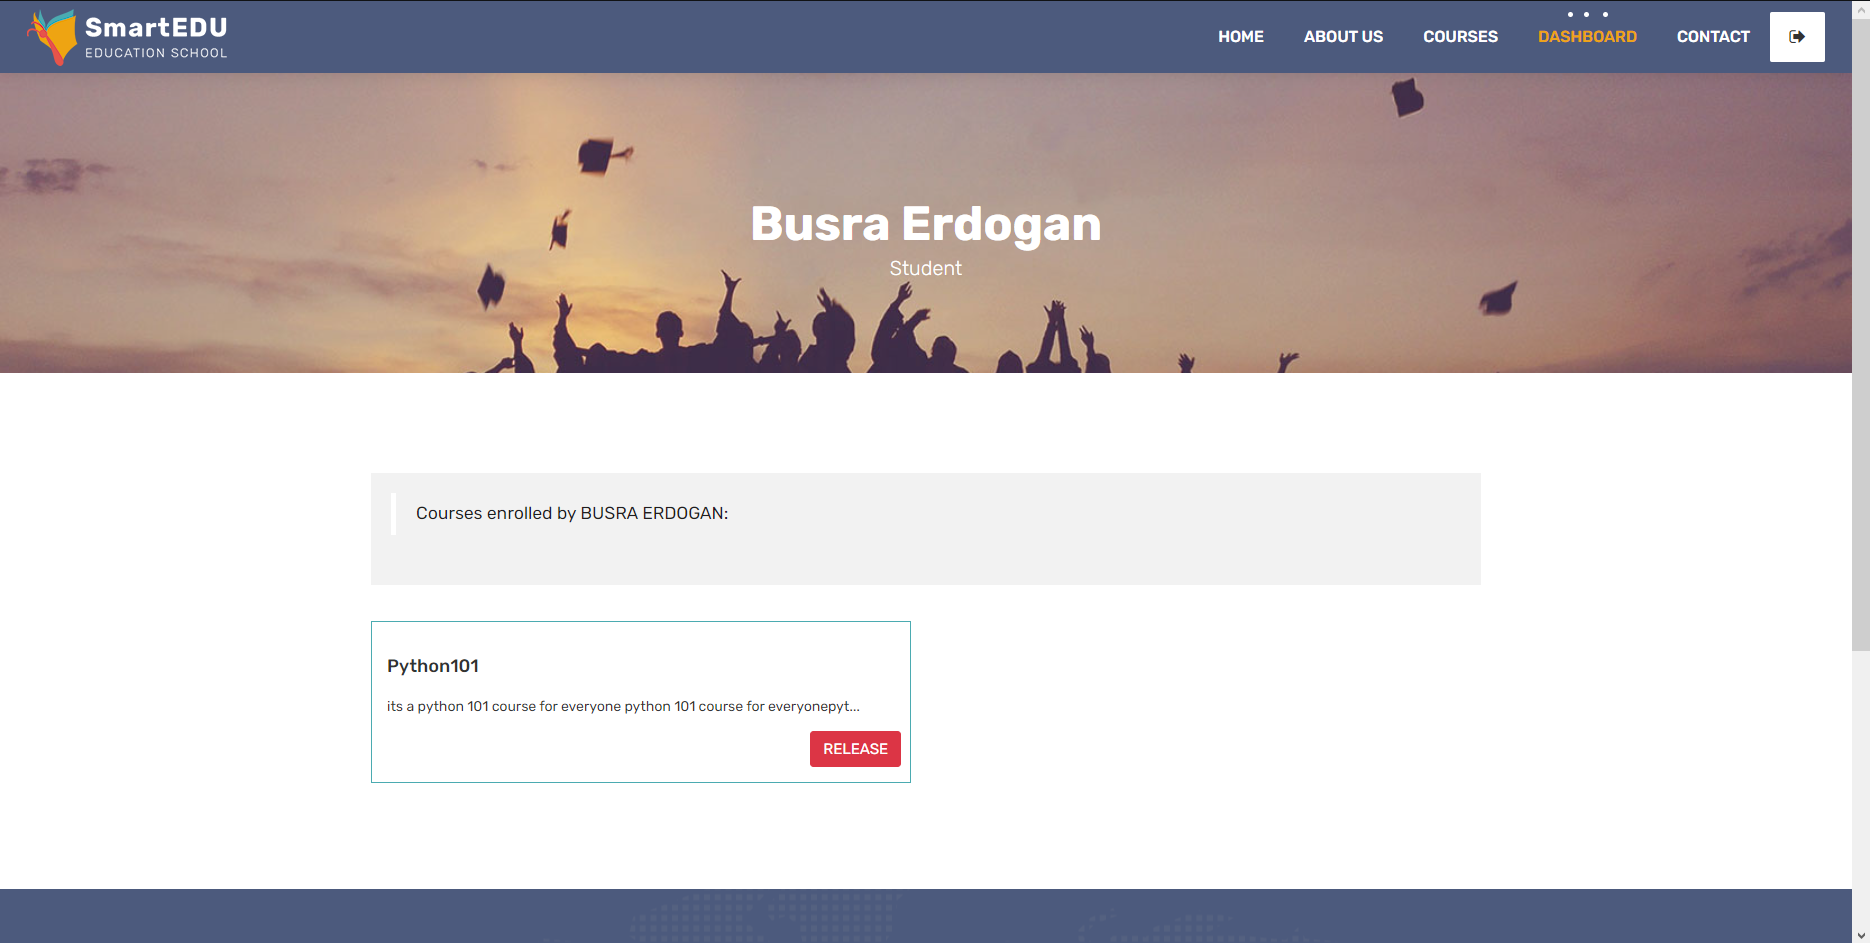 SmartEDU
EDUCATION SCHOOL
HOME
ABOUT US
COURSES
DASHBOARD
CONTACT
Busra Erdogan
Student
Courses enrolled by BUSRA ERDOGAN:
Python101
its a python 101 course for everyone python 101 course for everyonepyt...
RELEASE